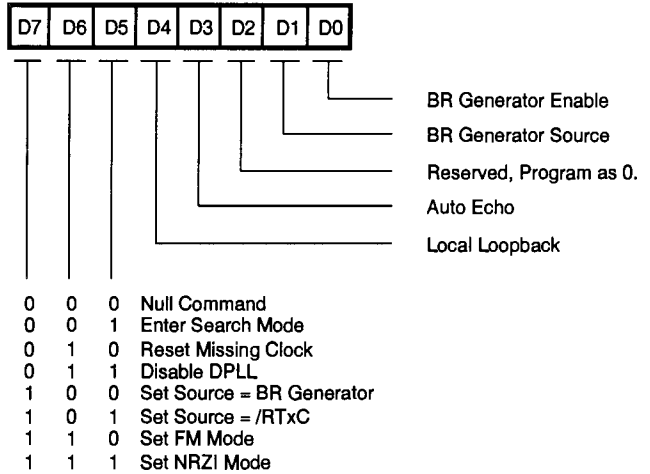 D7 D6 D5 D4 D3 D2 D1 D0
BR Generator Enable
BR Generator Source
Reserved, Program as 0.
Auto Echo
Local Loopback
0 0 0 Null Command
0 0 1 Enter Search Mode
0 1 0 Reset Missing Clock
0 1 1 Disable DPLL
1 0 0 Set Source = BR Generator
1 0 1 Set Source = /RTxC
1 1 0 Set FM Mode
1 1 1 Set NRZI Mode